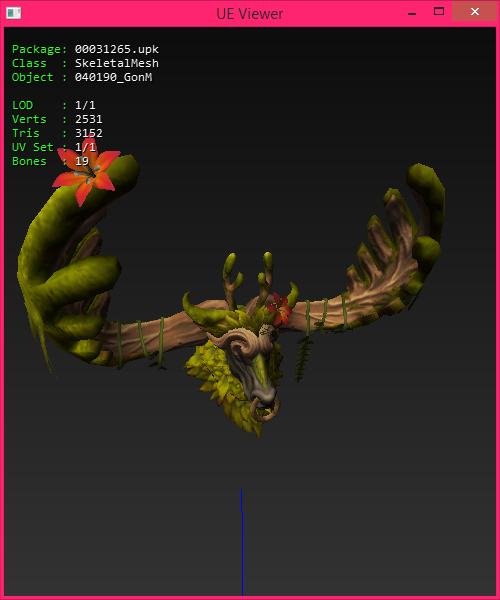 UE Viewer
Package: 00031265.upk
Class : SkeletalMesh
Object : 040190_GonM
LOD : 1/1
Verts : 2531
Tris : 3152
UV Set : 1/1
Bones : 19